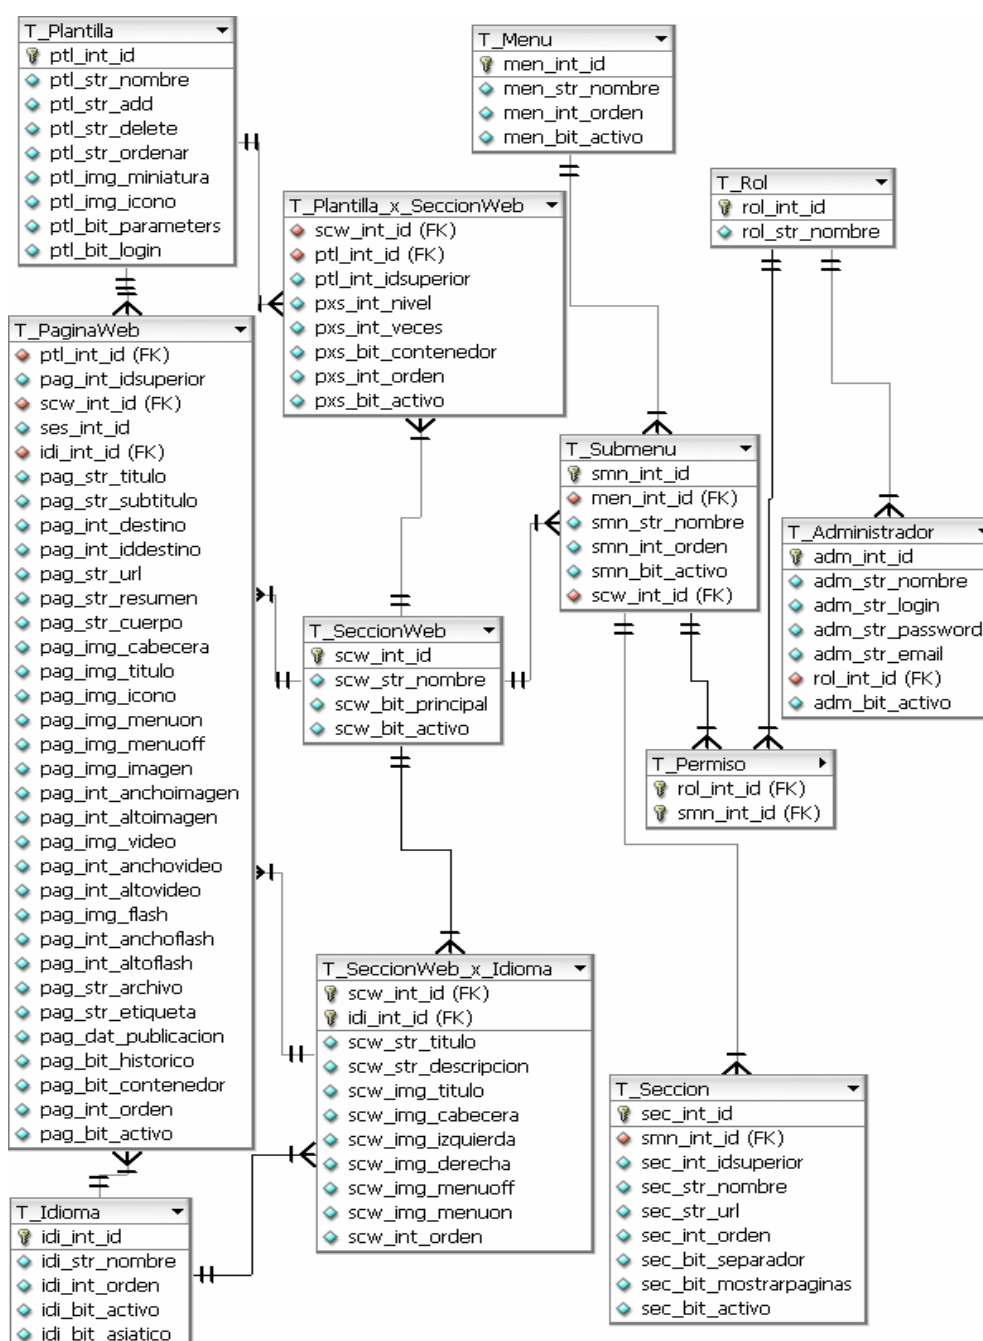 T_Plantilla
ptl_int_id
ptl_str_nombre
ptl_str_add
ptl_str_delete
ptl_str_ordenar
ptl_img_miniatura
ptl_img_icono
ptl_bit_parameters
ptl_bit_login
T_Menu
men_int_id
men_str_nombre
men_int_orden
men_bit_activo
T_Rol
rol_int_id
rol_str_nombre
T_Plantilla_x_SeccionWeb
scw_int_id (FK)
ptl_int_id (FK)
ptl_int_idsuperior
pxs_int_nivel
pxs_int_veces
pxs_bit_contenedor
pxs_int_orden
pxs_bit_activo
T_PaginaWeb
ptl_int_id (FK)
pag_int_idsuperior
scw_int_id (FK)
ses_int_id
idi_int_id (FK)
pag_str_titulo
pag_str_subtitulo
pag_int_destino
pag_int_iddestino
pag_str_url
pag_str_resumen
pag_str_cuerpo
pag_img_cabecera
pag_img_titulo
pag_img_icono
pag_img_menuon
pag_img_menuoff
pag_img_imagen
pag_int_anchoimagen
pag_int_altoimagen
pag_img_video
pag_int_anchovideo
pag_int_altovideo
pag_img_flash
pag_int_anchoflash
pag_int_altoflash
pag_str_archivo
pag_str_etiqueta
pag_dat_publicacion
pag_bit_historico
pag_bit_contenedor
pag_int_orden
pag_bit_activo
T_Submenu
smn_int_id
men_int_id (FK)
smn_str_nombre
smn_int_orden
smn_bit_activo
scw_int_id (FK)
T_Administrador
adm_int_id
adm_str_nombre
adm_str_login
adm_str_password
adm_str_email
rol_int_id (FK)
adm_bit_activo
T_SeccionWeb
scw_int_id
scw_str_nombre
scw_bit_principal
scw_bit_activo
T_Permiso
rol_int_id (FK)
smn_int_id (FK)
T_SeccionWeb_x_Idioma
scw_int_id (FK)
idi_int_id (FK)
scw_str_titulo
scw_str_descripcion
scw_img_titulo
scw_img_cabecera
scw_img_izquierda
scw_img_derecha
scw_img_menuoff
scw_img_menuon
scw_int_orden
T_Seccion
sec_int_id
smn_int_id (FK)
sec_int_idsuperior
sec_str_nombre
sec_str_url
sec_int_orden
sec_bit_separador
sec_bit_mostrarpaginas
sec_bit_activo
T_Idioma
idi_int_id
idi_str_nombre
idi_int_orden
idi_bit_activo
idi_bit_asiatico